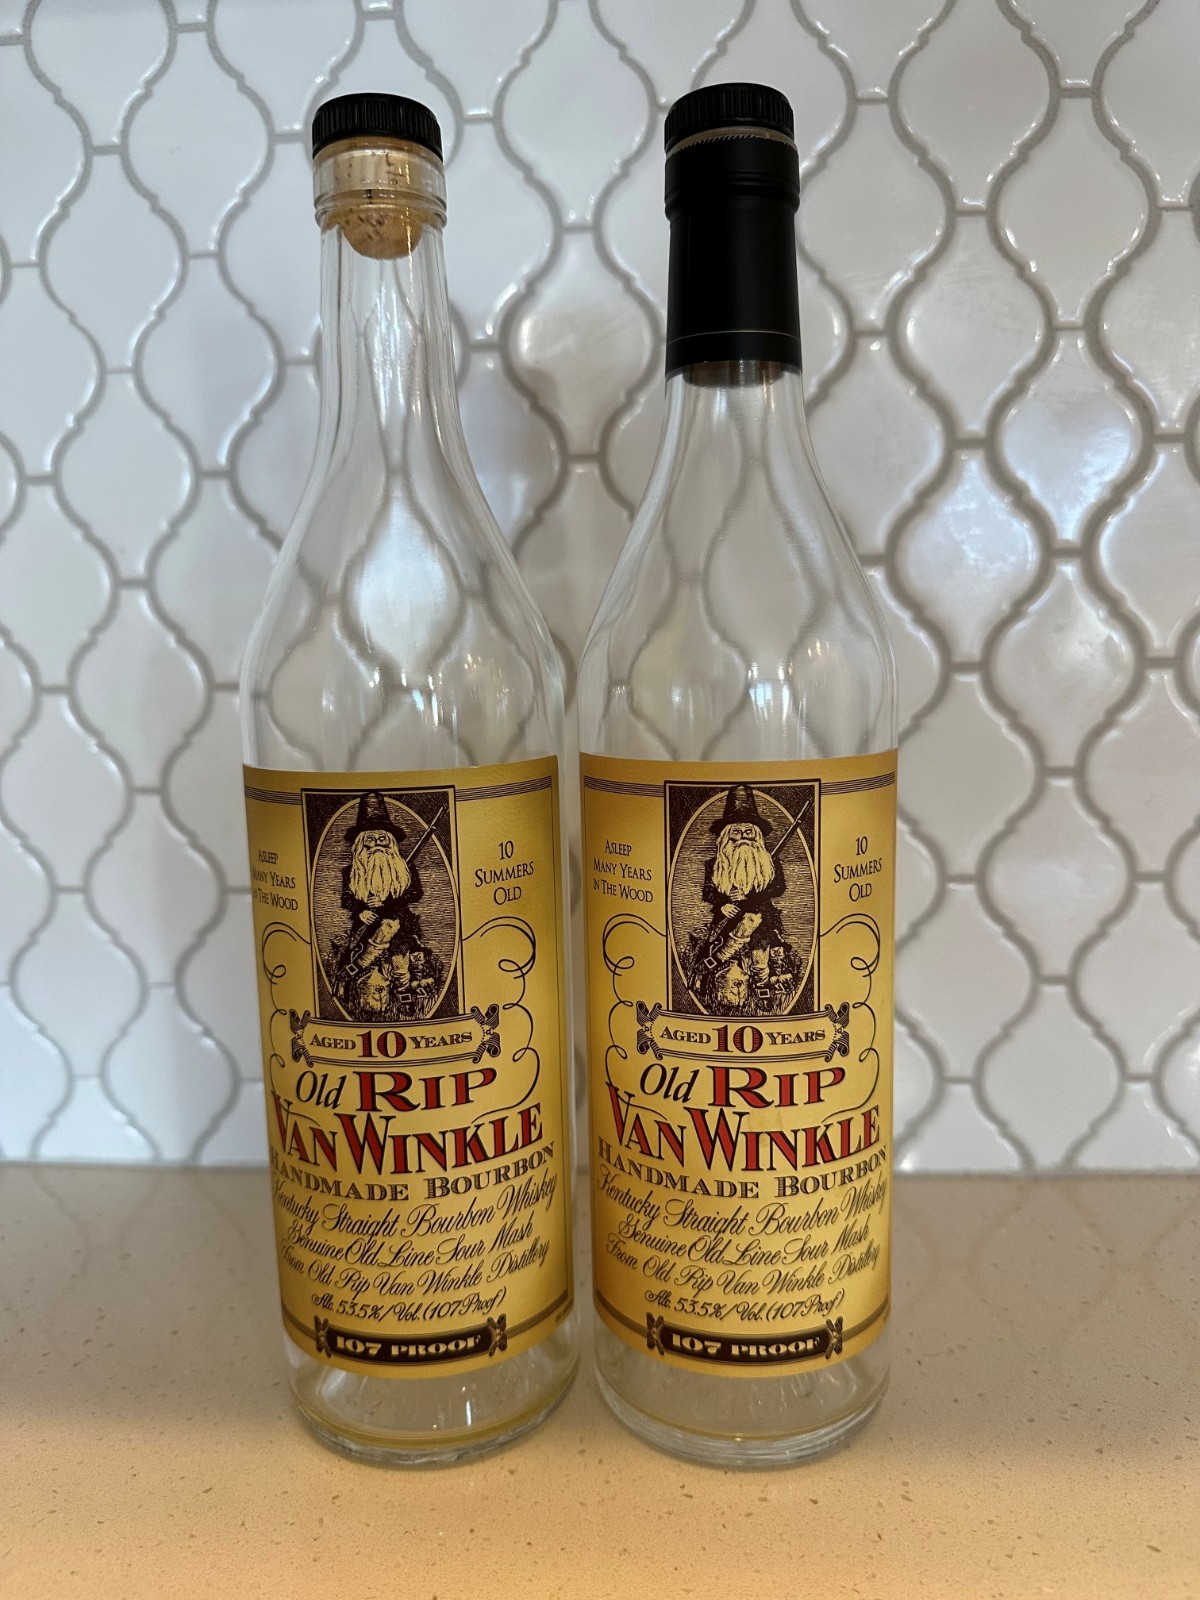 ASLEEP
MANY YEARS
IN THE WOOD
10
SUMMERS
OLD
AGED 10 YEARS
Old RIP
VAN WINKLE
HANDMADE BOURBON
Kentucky Straight Bourbon Whiskey
Genuine Old Line Sour Mash
From Old Rip Van Winkle Distillery
Alc. 53.5%/Vol. (107 Proof)
107 PROOF
ASLEEP
MANY YEARS
IN THE WOOD
10
SUMMERS
OLD
AGED 10 YEARS
Old RIP
VAN WINKLE
HANDMADE BOURBON
Kentucky Straight Bourbon Whiskey
Genuine Old Line Sour Mash
From Old Rip Van Winkle Distillery
Alc. 53.5%/Vol. (107 Proof)
107 PROOF